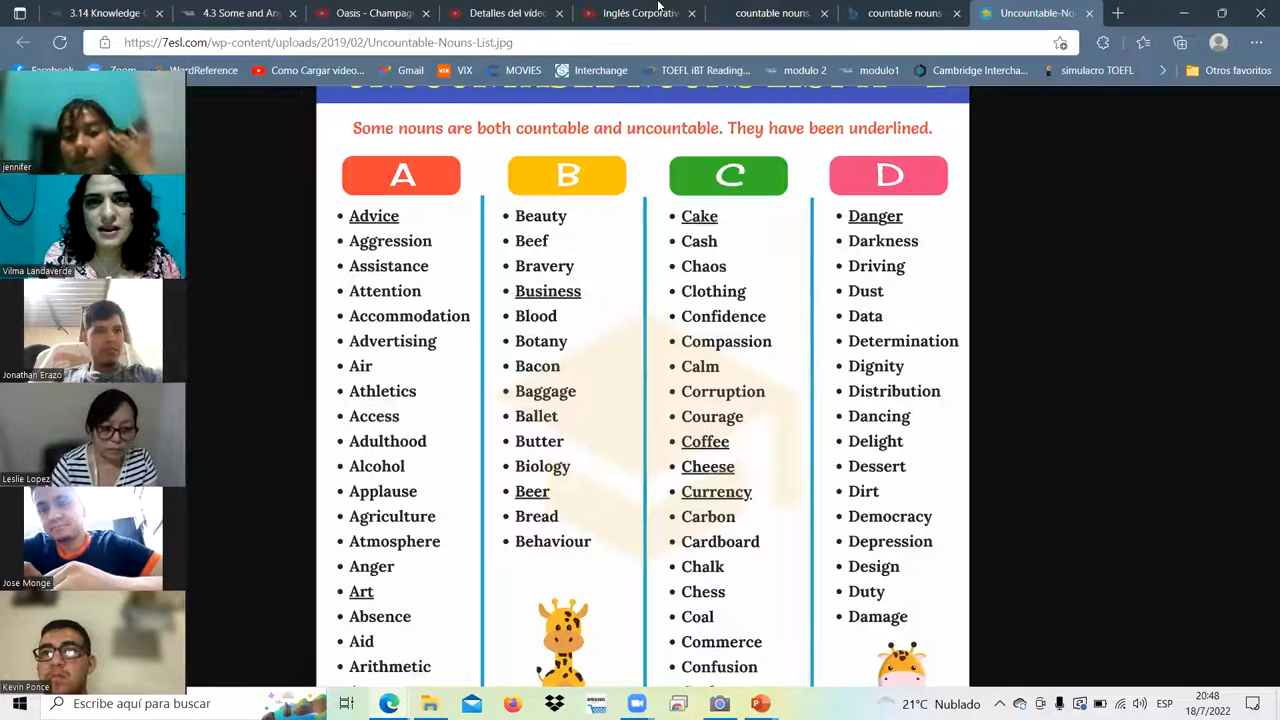 3.14 Knowledge C
4.3 Some and An
Oasis - Champag
Detalles del víde
Inglés Corporativ
countable nouns
countable nouns
Uncountable-No
https://7esl.com/wp-content/uploads/2019/02/Uncountable-Nouns-List.jpg
Facebook
Zoom
WordReference
Como Cargar video...
Gmail
VIX
MOVIES
Interchange
TOEFL iBT Reading...
modulo 2
modulo1
Cambridge Intercha...
simulacro TOEFL
Otros favoritos
UNCOUNTABLE NOUNS LIST A - Z
Some nouns are both countable and uncountable. They have been underlined.
A
Advice
Aggression
Assistance
Attention
Accommodation
Advertising
Air
Athletics
Access
Adulthood
Alcohol
Applause
Agriculture
Atmosphere
Anger
Art
Absence
Aid
Arithmetic
B
Beauty
Beef
Bravery
Business
Blood
Botany
Bacon
Baggage
Ballet
Butter
Biology
Beer
Bread
Behaviour
C
Cake
Cash
Chaos
Clothing
Confidence
Compassion
Calm
Corruption
Courage
Coffee
Cheese
Currency
Carbon
Cardboard
Chalk
Chess
Coal
Commerce
Confusion
D
Danger
Darkness
Driving
Dust
Data
Determination
Dignity
Distribution
Dancing
Delight
Dessert
Dirt
Democracy
Depression
Design
Duty
Damage
jennifer
Vilma Landaverde
Jonathan Erazo
Leslie Lopez
Jose Monge
Kevin Ponce
Escribe aquí para buscar
21°C Nublado
ESP
20:48
18/7/2022